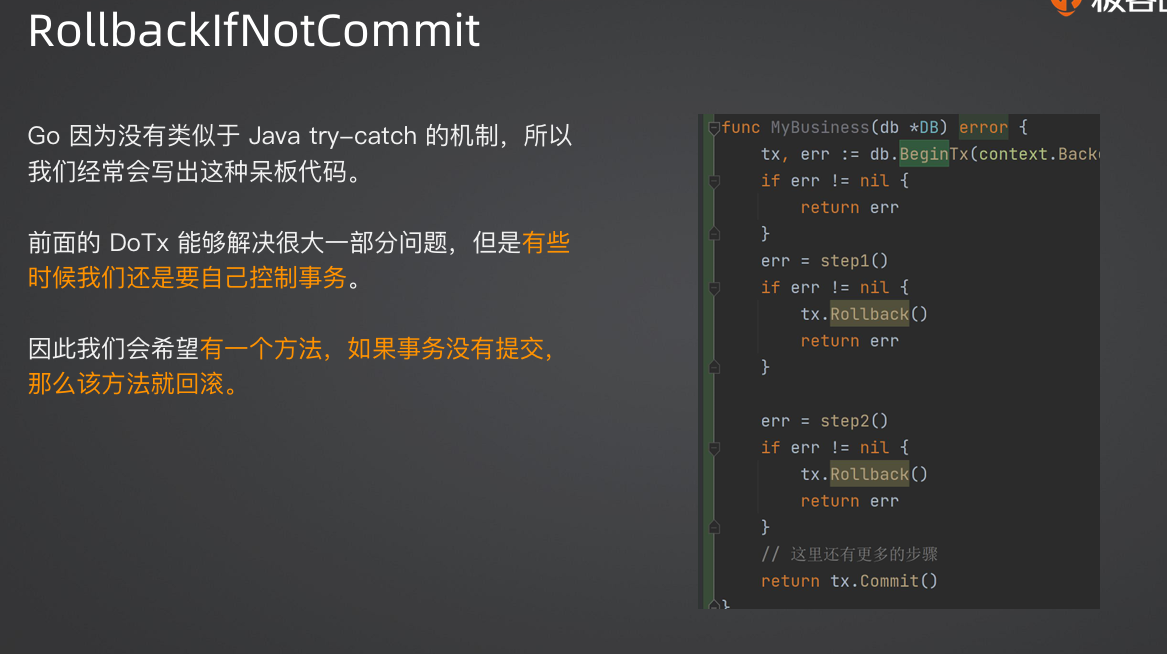 RollbackIfNotCommit
Go 因为没有类似于 Java try-catch 的机制，所以
我们经常会写出这种呆板代码。
前面的 DoTx 能够解决很大一部分问题，但是有些
时候我们还是要自己控制事务。
因此我们会希望有一个方法，如果事务没有提交，
那么该方法就回滚。
func MyBusiness(db *DB) error {
tx, err := db.BeginTx(context.Back
if err != nil {
return err
}
err = step1()
if err != nil {
tx.Rollback()
return err
}
err = step2()
if err != nil {
tx.Rollback()
return err
}
// 这里还有更多的步骤
return tx.Commit()
}